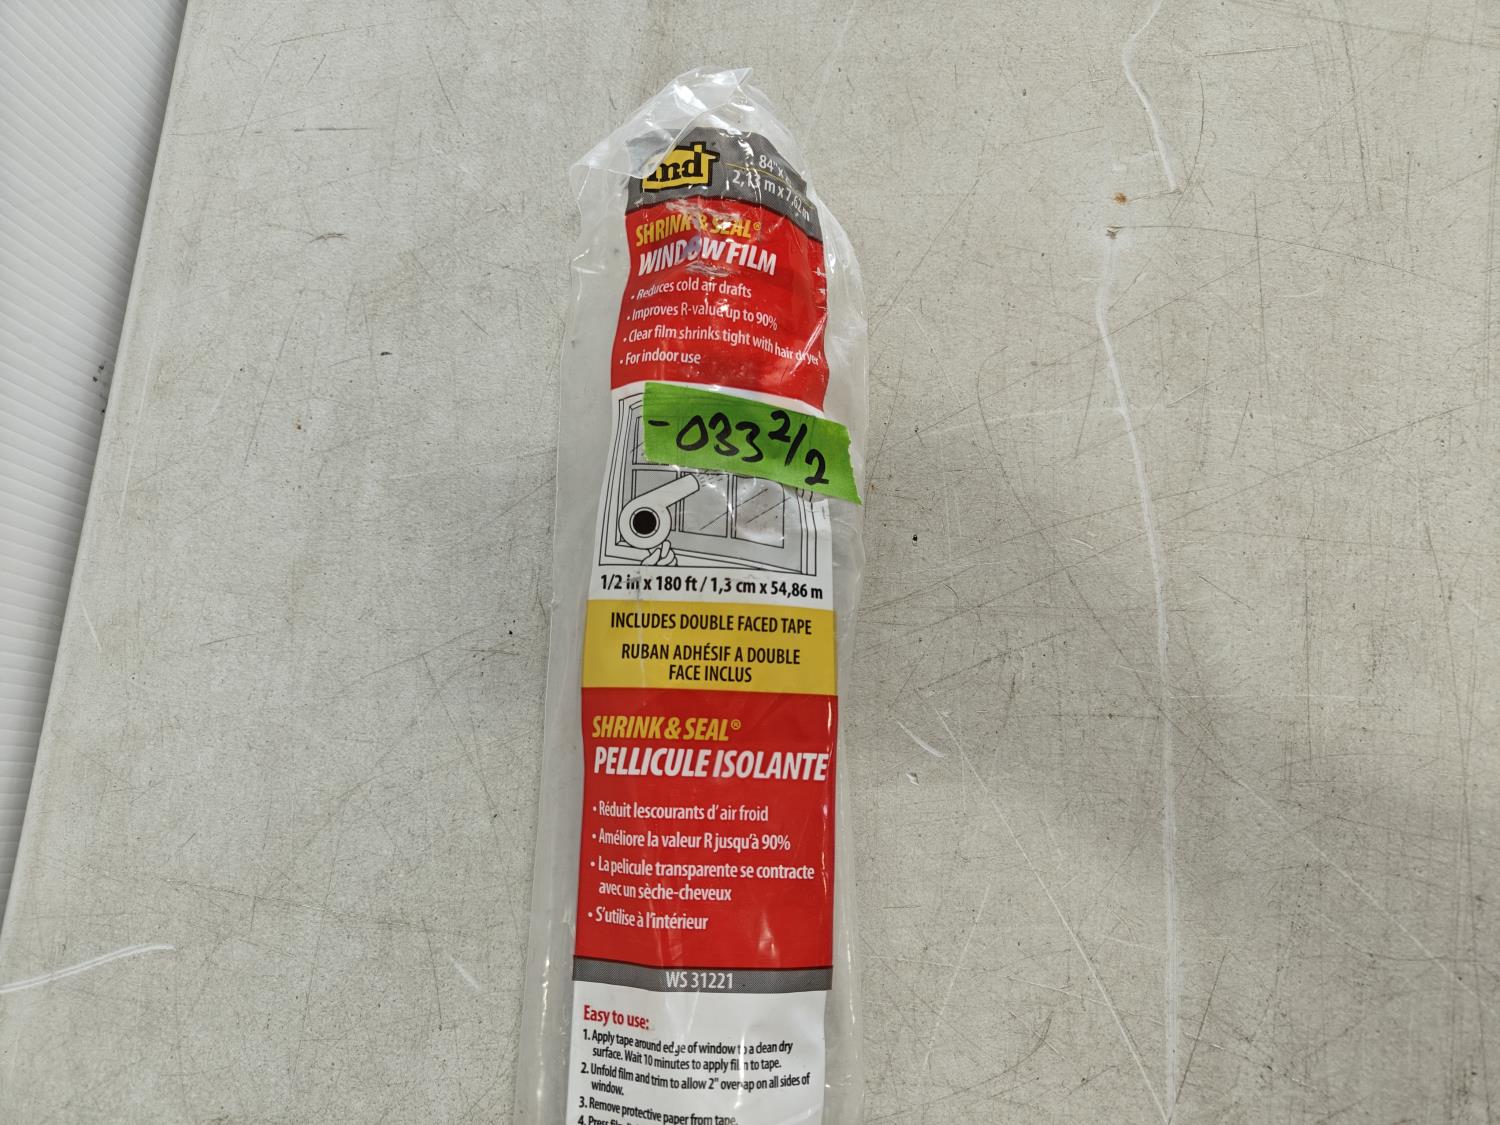 md
84" x
2,13 m x 7,62 m
SHRINK & SEAL®
WINDOW FILM
• Reduces cold air drafts
• Improves R-value up to 90%
• Clear film shrinks tight with hair dryer
• For indoor use
-033 2/2
1/2 in x 180 ft / 1,3 cm x 54,86 m
INCLUDES DOUBLE FACED TAPE
RUBAN ADHÉSIF A DOUBLE
FACE INCLUS
SHRINK & SEAL®
PELLICULE ISOLANTE
• Réduit lescourants d'air froid
• Améliore la valeur R jusqu'à 90%
• La pelicule transparente se contracte
avec un sèche-cheveux
• S'utilise à l'intérieur
WS 31221
Easy to use:
1. Apply tape around edge of window to a clean dry
surface. Wait 10 minutes to apply film to tape.
2. Unfold film and trim to allow 2" overlap on all sides of
window.
3. Remove protective paper from tape.
4. Press